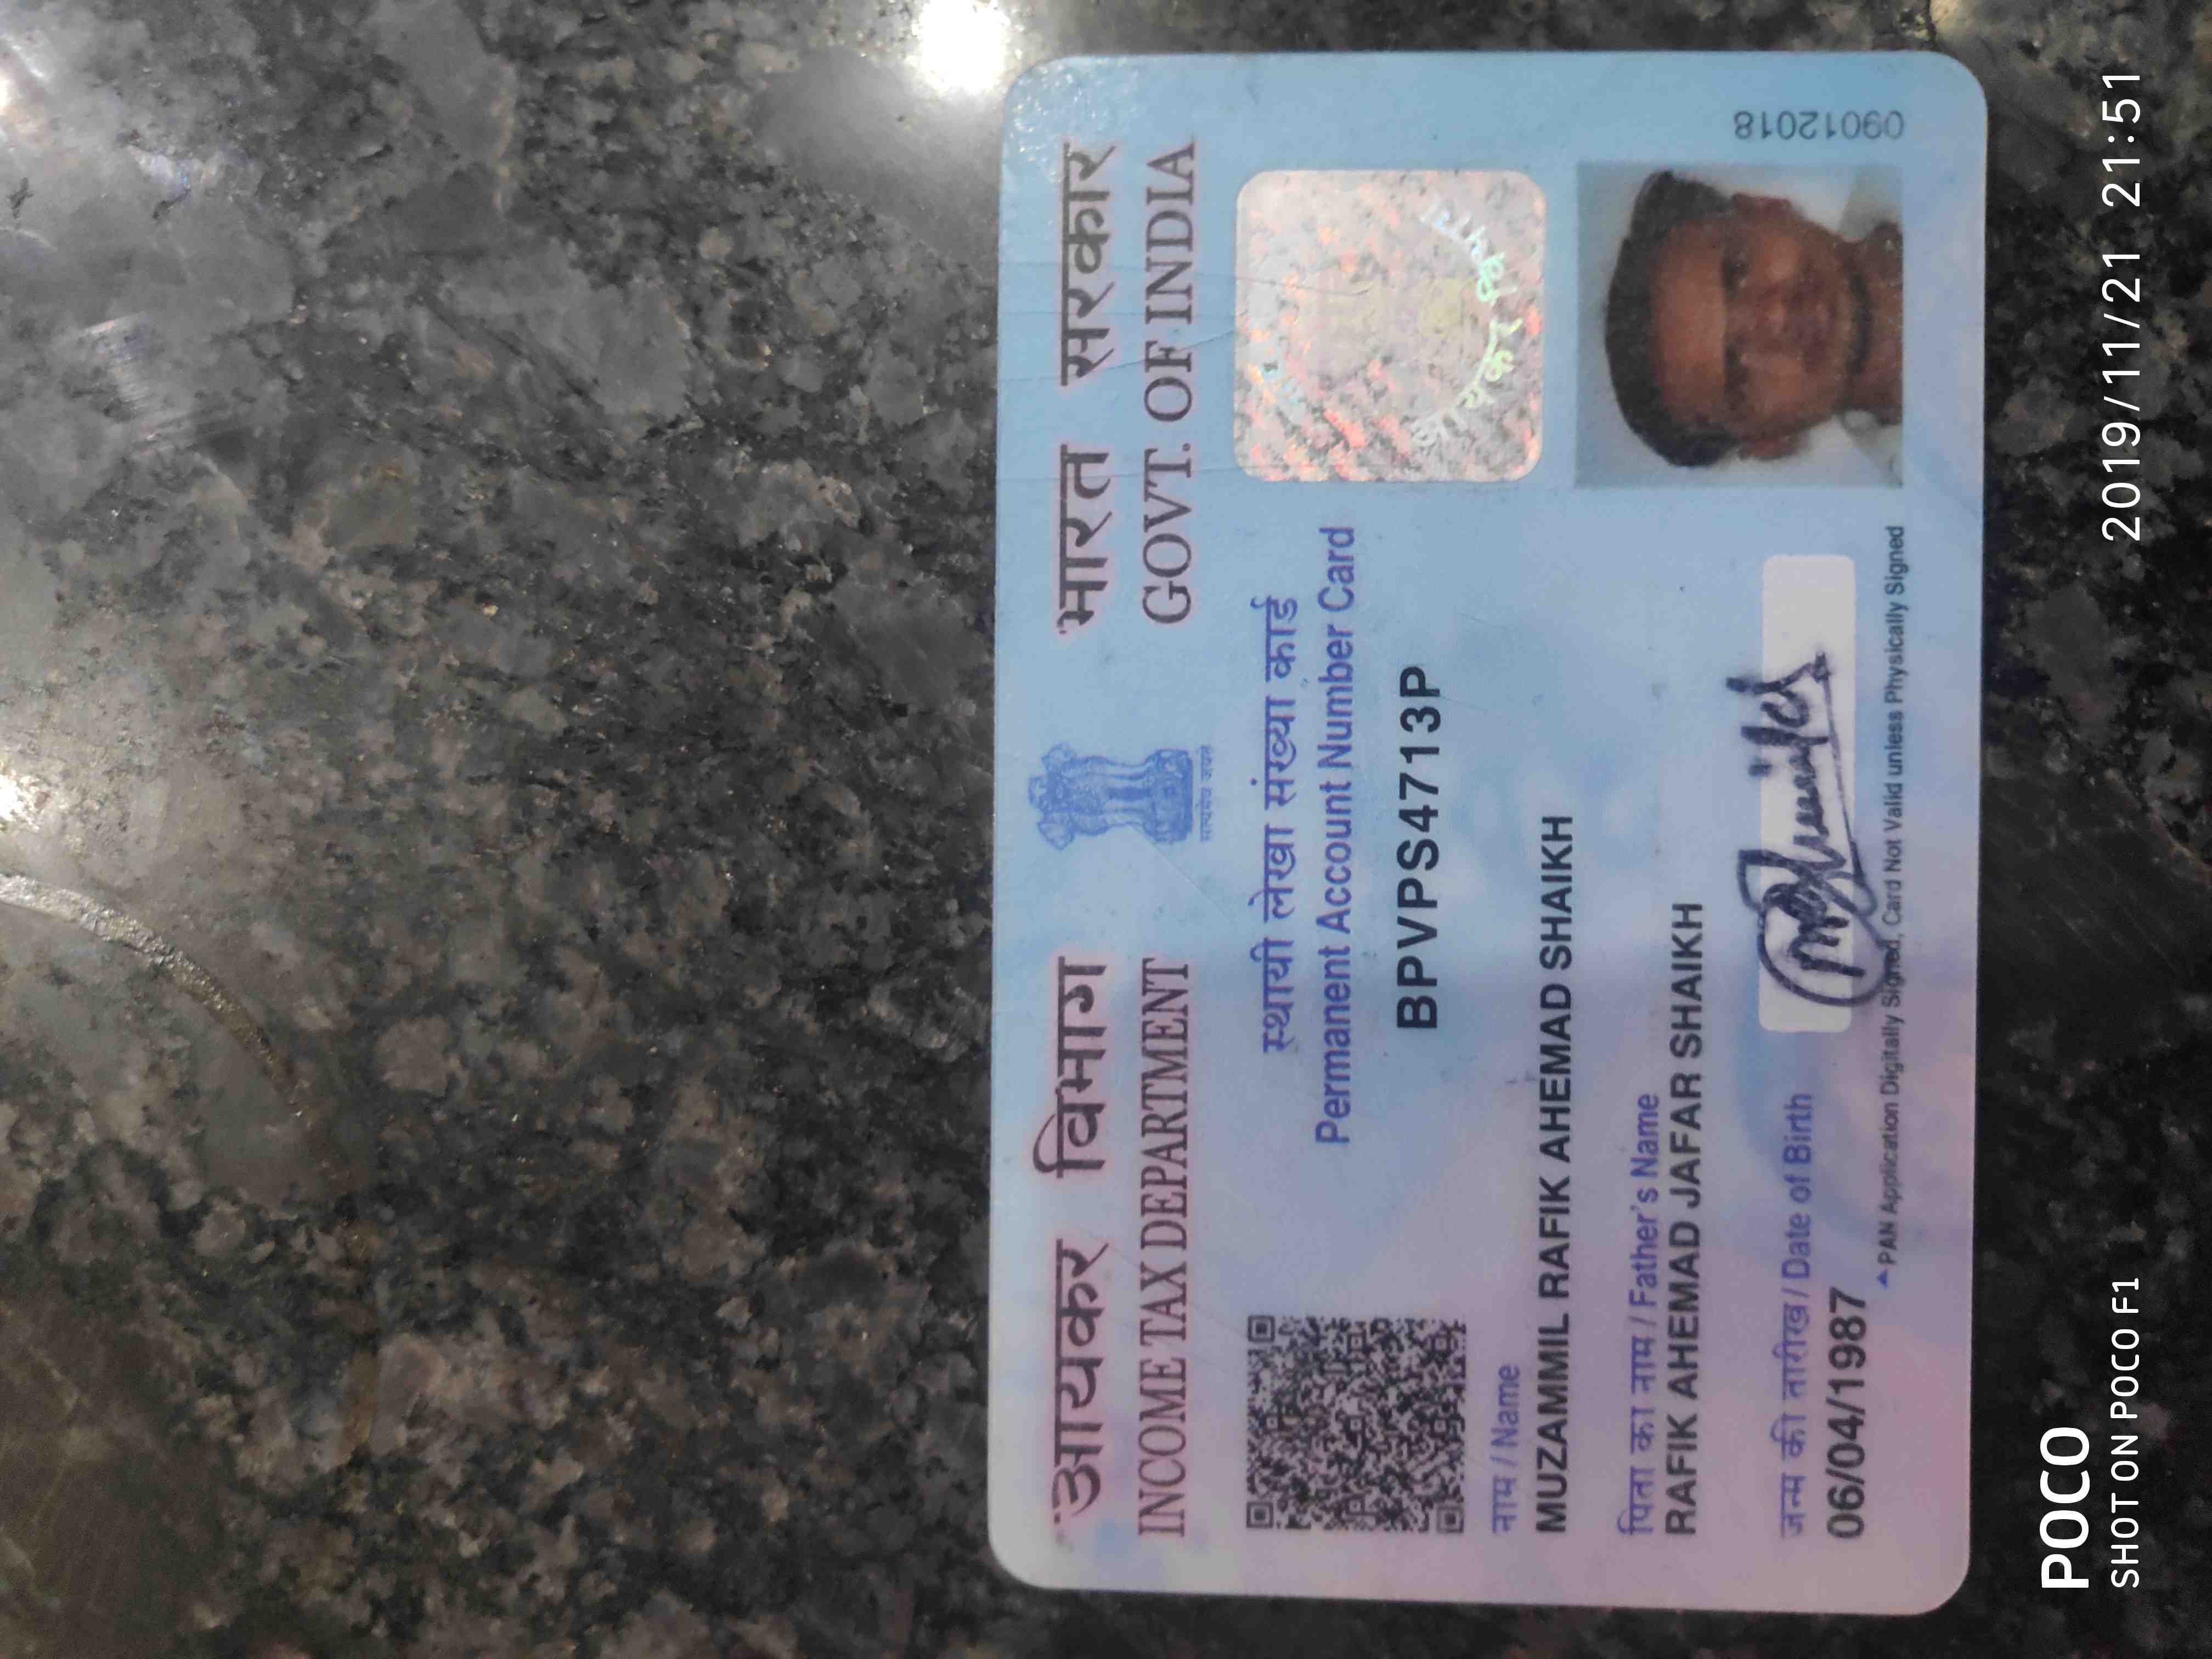 आयकर विभाग
INCOME TAX DEPARTMENT
सत्यमेव जयते
भारत सरकार
GOVT. OF INDIA
स्थायी लेखा संख्या कार्ड
Permanent Account Number Card
BPVPS4713P
आयकर विभाग
नाम / Name
MUZAMMIL RAFIK AHEMAD SHAIKH
पिता का नाम / Father's Name
RAFIK AHEMAD JAFAR SHAIKH
जन्म की तारीख / Date of Birth
06/04/1987
PAN Application Digitally Signed, Card Not Valid unless Physically Signed
09012018
POCO
SHOT ON POCO F1
2019/11/21 21:51